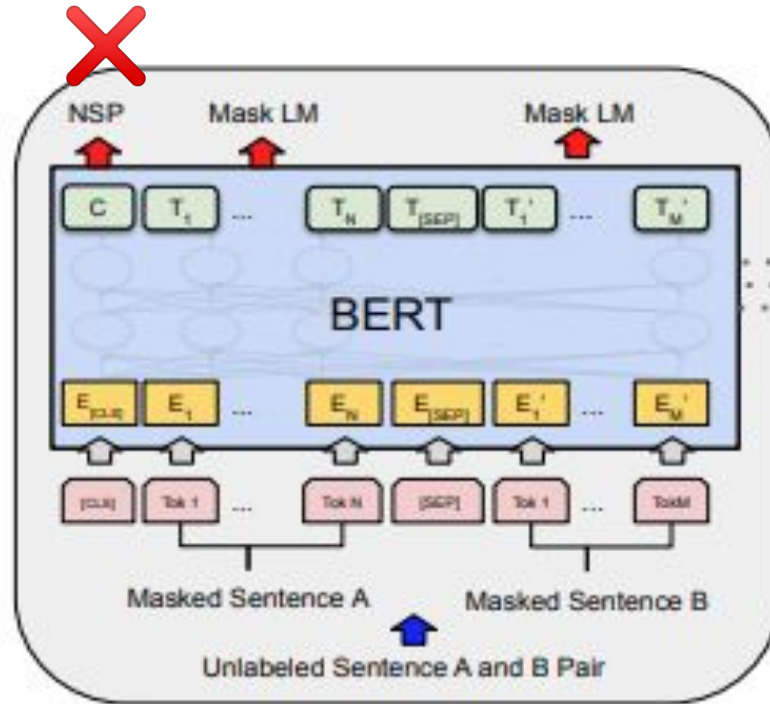 NSP Mask LM Mask LM
C T1 ... TN T[SEP] T1' ... TM'
BERT
E[CLS] E1 ... EN E[SEP] E1' ... EM'
[CLS] Tok 1 ... Tok N [SEP] Tok 1 ... TokM
Masked Sentence A Masked Sentence B
Unlabeled Sentence A and B Pair